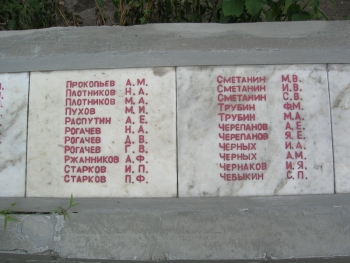 Прокопьев А.М.
Плотников Н.А.
Плотников М.А.
Пухов М.И.
Распутин А.Е.
Рогачев Н.А.
Рогачев Д.В.
Рогачев Г.В.
Ржанников А.Ф.
Старков И.П.
Старков П.Ф.
Сметанин М.В.
Сметанин И.В.
Сметанин С.В.
Трубин Ф.М.
Трубин М.А.
Черепанов А.Е.
Черепанов Я.Е.
Черных И.А.
Черных А.М.
Чернаков И.Я.
Чебыкин С.П.